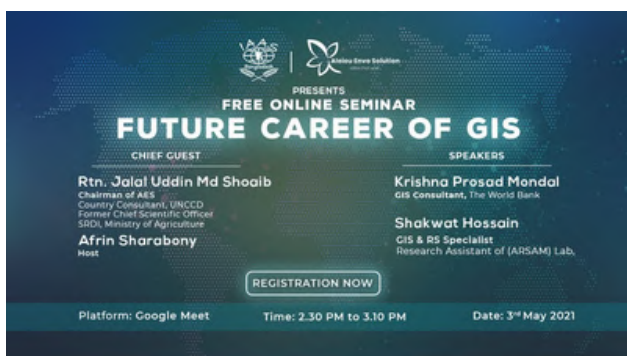 PRESENTS
FREE ONLINE SEMINAR
FUTURE CAREER OF GIS
CHIEF GUEST
Rtn. Jalal Uddin Md Shoaib
Chairman of AES
Country Consultant, UNCCD
Former Chief Scientific Officer
SRDI, Ministry of Agriculture
Afrin Sharabony
Host
SPEAKERS
Krishna Prosad Mondal
GIS Consultant, The World Bank
Shakwat Hossain
GIS & RS Specialist
Research Assistant of (ARSAM) Lab,
REGISTRATION NOW
Platform: Google Meet
Time: 2.30 PM to 3.10 PM
Date: 3rd May 2021